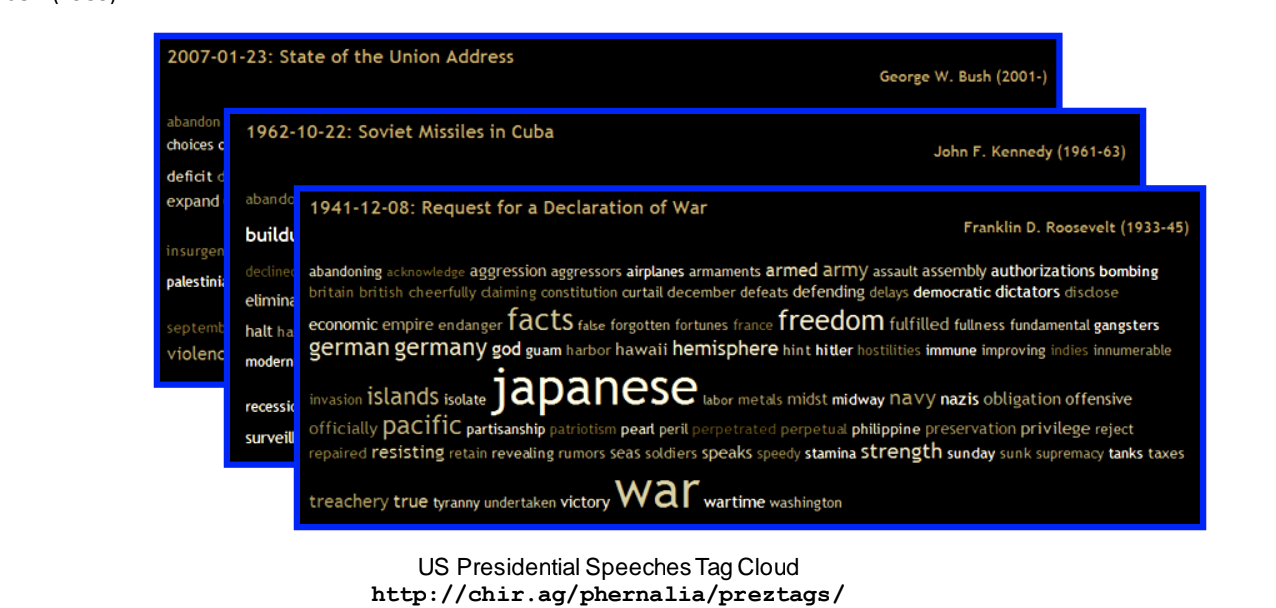 2007-01-23: State of the Union Address
George W. Bush (2001-)
abandon
choices
deficit
expand
insurgen
palestini
septemb
violenc
1962-10-22: Soviet Missiles in Cuba
John F. Kennedy (1961-63)
abando
buildu
declined
elimina
halt ha
modern
recessio
surveill
1941-12-08: Request for a Declaration of War
Franklin D. Roosevelt (1933-45)
abandoning acknowledge aggression aggressors airplanes armaments armed army assault assembly authorizations bombing
britain british cheerfully claiming constitution curtail december defeats defending delays democratic dictators disclose
economic empire endanger facts false forgotten fortunes france freedom fulfilled fullness fundamental gangsters
german germany god guam harbor hawaii hemisphere hint hitler hostilities immune improving indies innumerable
invasion islands isolate japanese labor metals midst midway navy nazis obligation offensive
officially pacific partisanship patriotism pearl peril perpetrated perpetual philippine preservation privilege reject
repaired resisting retain revealing rumors seas soldiers speaks speedy stamina strength sunday sunk supremacy tanks taxes
treachery true tyranny undertaken victory war wartime washington
US Presidential Speeches Tag Cloud
http://chir.ag/phernalia/preztags/